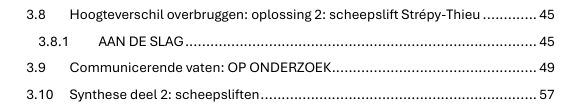 3.8 Hoogteverschil overbruggen: oplossing 2: scheepslift Strépy-Thieu ............. 45
3.8.1 AAN DE SLAG ........................................................................ 45
3.9 Communicerende vaten: OP ONDERZOEK .......................................... 49
3.10 Synthese deel 2: scheepsliften ........................................................ 57